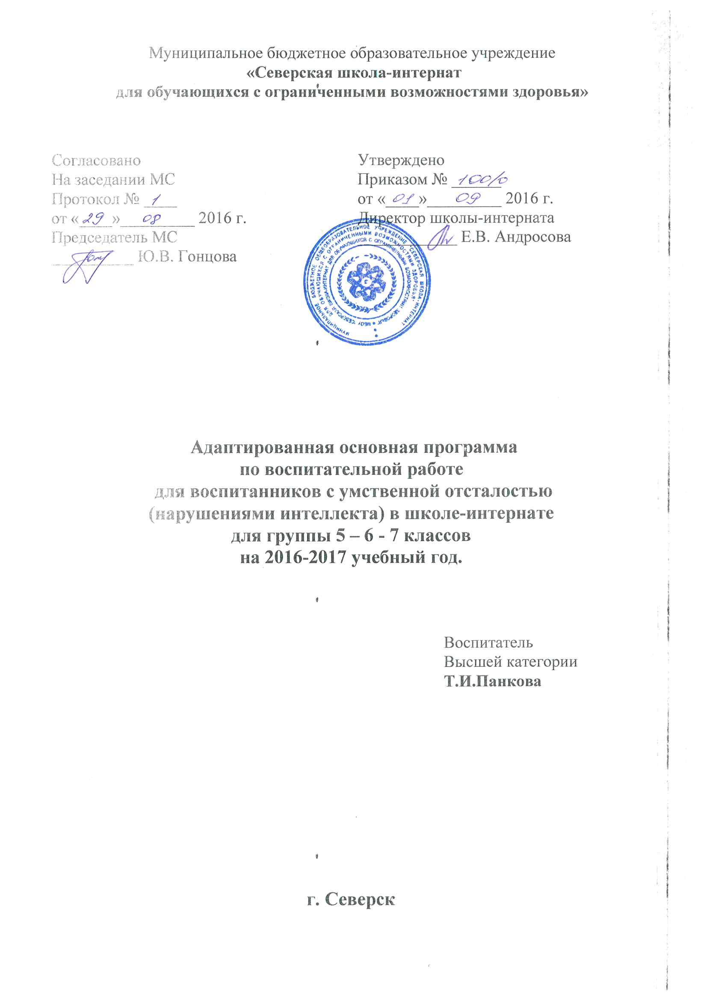 Муниципальное бюджетное образовательное учреждение
«Северская школа-интернат
для обучающихся с ограниченными возможностями здоровья»
Согласовано
На заседании МС
Протокол № 1
от «29» 08 2016 г.
Председатель МС
Ю.В. Гонцова
Утверждено
Приказом № 100/о
от «01» 09 2016 г.
Директор школы-интерната
Е.В. Андросова
МУНИЦИПАЛЬНОЕ БЮДЖЕТНОЕ ОБЩЕОБРАЗОВАТЕЛЬНОЕ УЧРЕЖДЕНИЕ "СЕВЕРСКАЯ ШКОЛА-ИНТЕРНАТ
ДЛЯ ОБУЧАЮЩИХСЯ С ОГРАНИЧЕННЫМИ ВОЗМОЖНОСТЯМИ ЗДОРОВЬЯ"
МБОУ "СЕВЕРСКАЯ ШКОЛА-ИНТЕРНАТ ДЛЯ ОБУЧАЮЩИХСЯ С ОГРАНИЧЕННЫМИ ВОЗМОЖНОСТЯМИ ЗДОРОВЬЯ"
Адаптированная основная программа
по воспитательной работе
для воспитанников с умственной отсталостью
(нарушениями интеллекта) в школе-интернате
для группы 5 – 6 - 7 классов
на 2016-2017 учебный год.
Воспитатель
Высшей категории
Т.И.Панкова
г. Северск